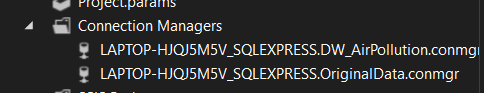 Project.params
Connection Managers
LAPTOP-HJQJ5M5V_SQLEXPRESS.DW_AirPollution.conmgr
LAPTOP-HJQJ5M5V_SQLEXPRESS.OriginalData.conmgr